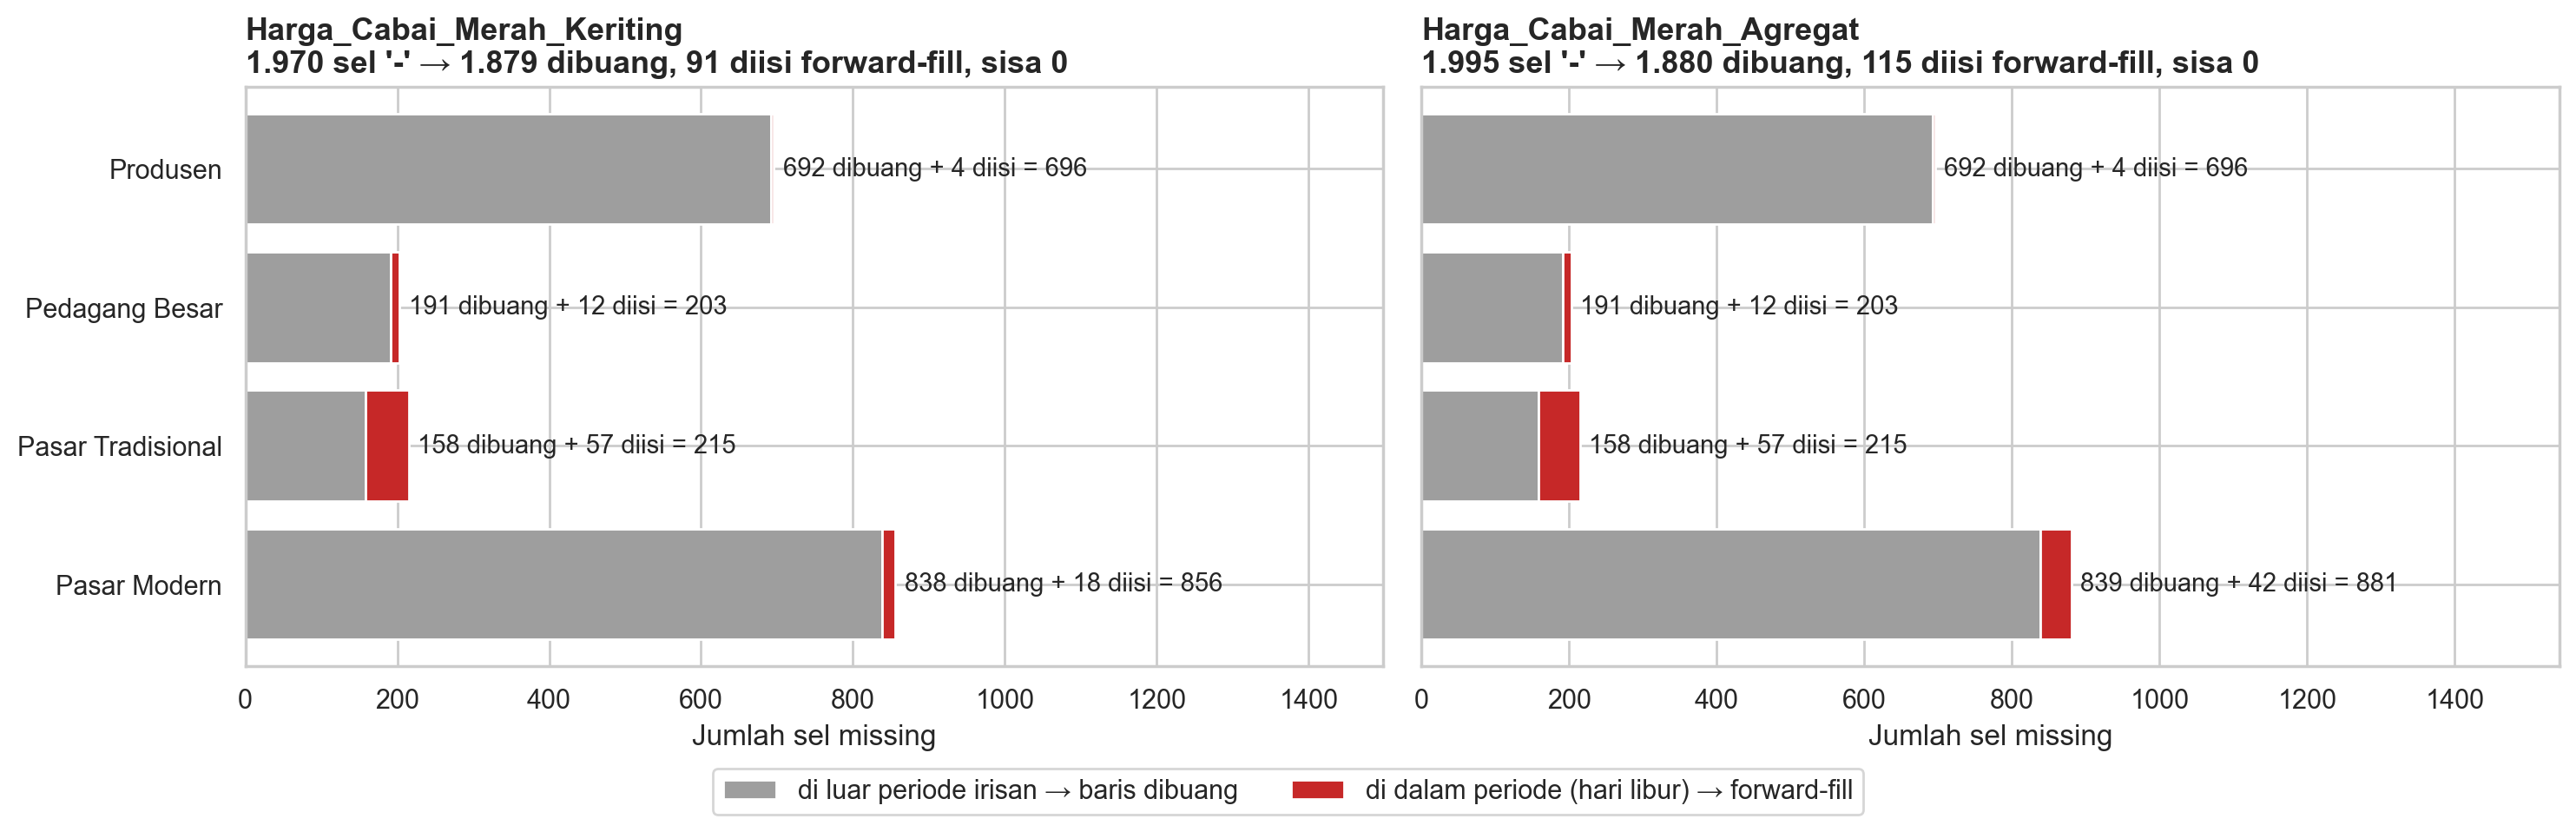 Harga_Cabai_Merah_Keriting
1.970 sel '-' → 1.879 dibuang, 91 diisi forward-fill, sisa 0
Produsen
692 dibuang + 4 diisi = 696
Pedagang Besar
191 dibuang + 12 diisi = 203
Pasar Tradisional
158 dibuang + 57 diisi = 215
Pasar Modern
838 dibuang + 18 diisi = 856
0 200 400 600 800 1000 1200 1400
Jumlah sel missing
Harga_Cabai_Merah_Agregat
1.995 sel '-' → 1.880 dibuang, 115 diisi forward-fill, sisa 0
692 dibuang + 4 diisi = 696
191 dibuang + 12 diisi = 203
158 dibuang + 57 diisi = 215
839 dibuang + 42 diisi = 881
0 200 400 600 800 1000 1200 1400
Jumlah sel missing
di luar periode irisan → baris dibuang
di dalam periode (hari libur) → forward-fill